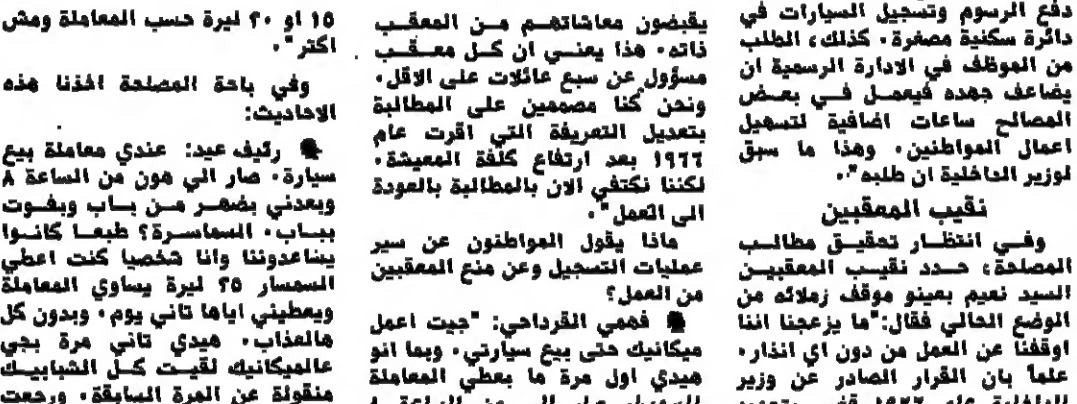 دفع الرسوم وتسجيل السيارات في
دائرة سكنية مصغرة. كذلك، الطلب
من الموظف في الادارة الرسمية ان
يضاعف جهده فيعمل في بعض
المصالح ساعات اضافية لتسهيل
اعمال المواطنين. وهذا ما سبق
لوزير الداخلية ان طلبه".
نقيب المعقبين
وفي انتظار تحقيق مطالب
المصلحة، حدد نقيب المعقبين
السيد نعيم بعينو موقف زملائه من
الوضع الحالي فقال: "ما يزعجنا اننا
اوقفنا عن العمل من دون اي انذار.
علماً بان القرار الصادر عن وزير
يقبضون معاشاتهم من المعقب
ذاته. هذا يعني ان كل معقب
مسؤول عن سبع عائلات على الاقل.
ونحن كنا مصممين على المطالبة
بتعديل التعريفة التي اقرت عام
١٩٦٦ بعد ارتفاع كلفة المعيشة.
لكننا نكتفي الان بالمطالبة بالعودة
الى العمل".
ماذا يقول المواطنون عن سير
عمليات التسجيل وعن منع المعقبين
من العمل؟
فهمي القرداحي: "جيت اعمل
ميكانيك حتى بيع سيارتي. وبما انو
هيدي اول مرة ما بعطي المعاملة
١٥ او ٢٠ ليرة حسب المعاملة ومش
اكتر".
وفي باحة المصلحة اخذنا هذه
الاحاديث:
رئيف عيد: عندي معاملة بيع
سيارة. صار الي هون من الساعة ٨
وبعدني بضهر من باب وبفوت
بباب. السماسرة؟ طبعا كانوا
يساعدوننا وانا شخصيا كنت اعطي
السمسار ٢٥ ليرة يساوي المعاملة
ويعطيني اياها تاني يوم. وبدون كل
هالعذاب. هيدي تاني مرة بجي
عالميكانيك لقيت كل الشبابيك
منقولة عن المرة السابقة. ورجعت